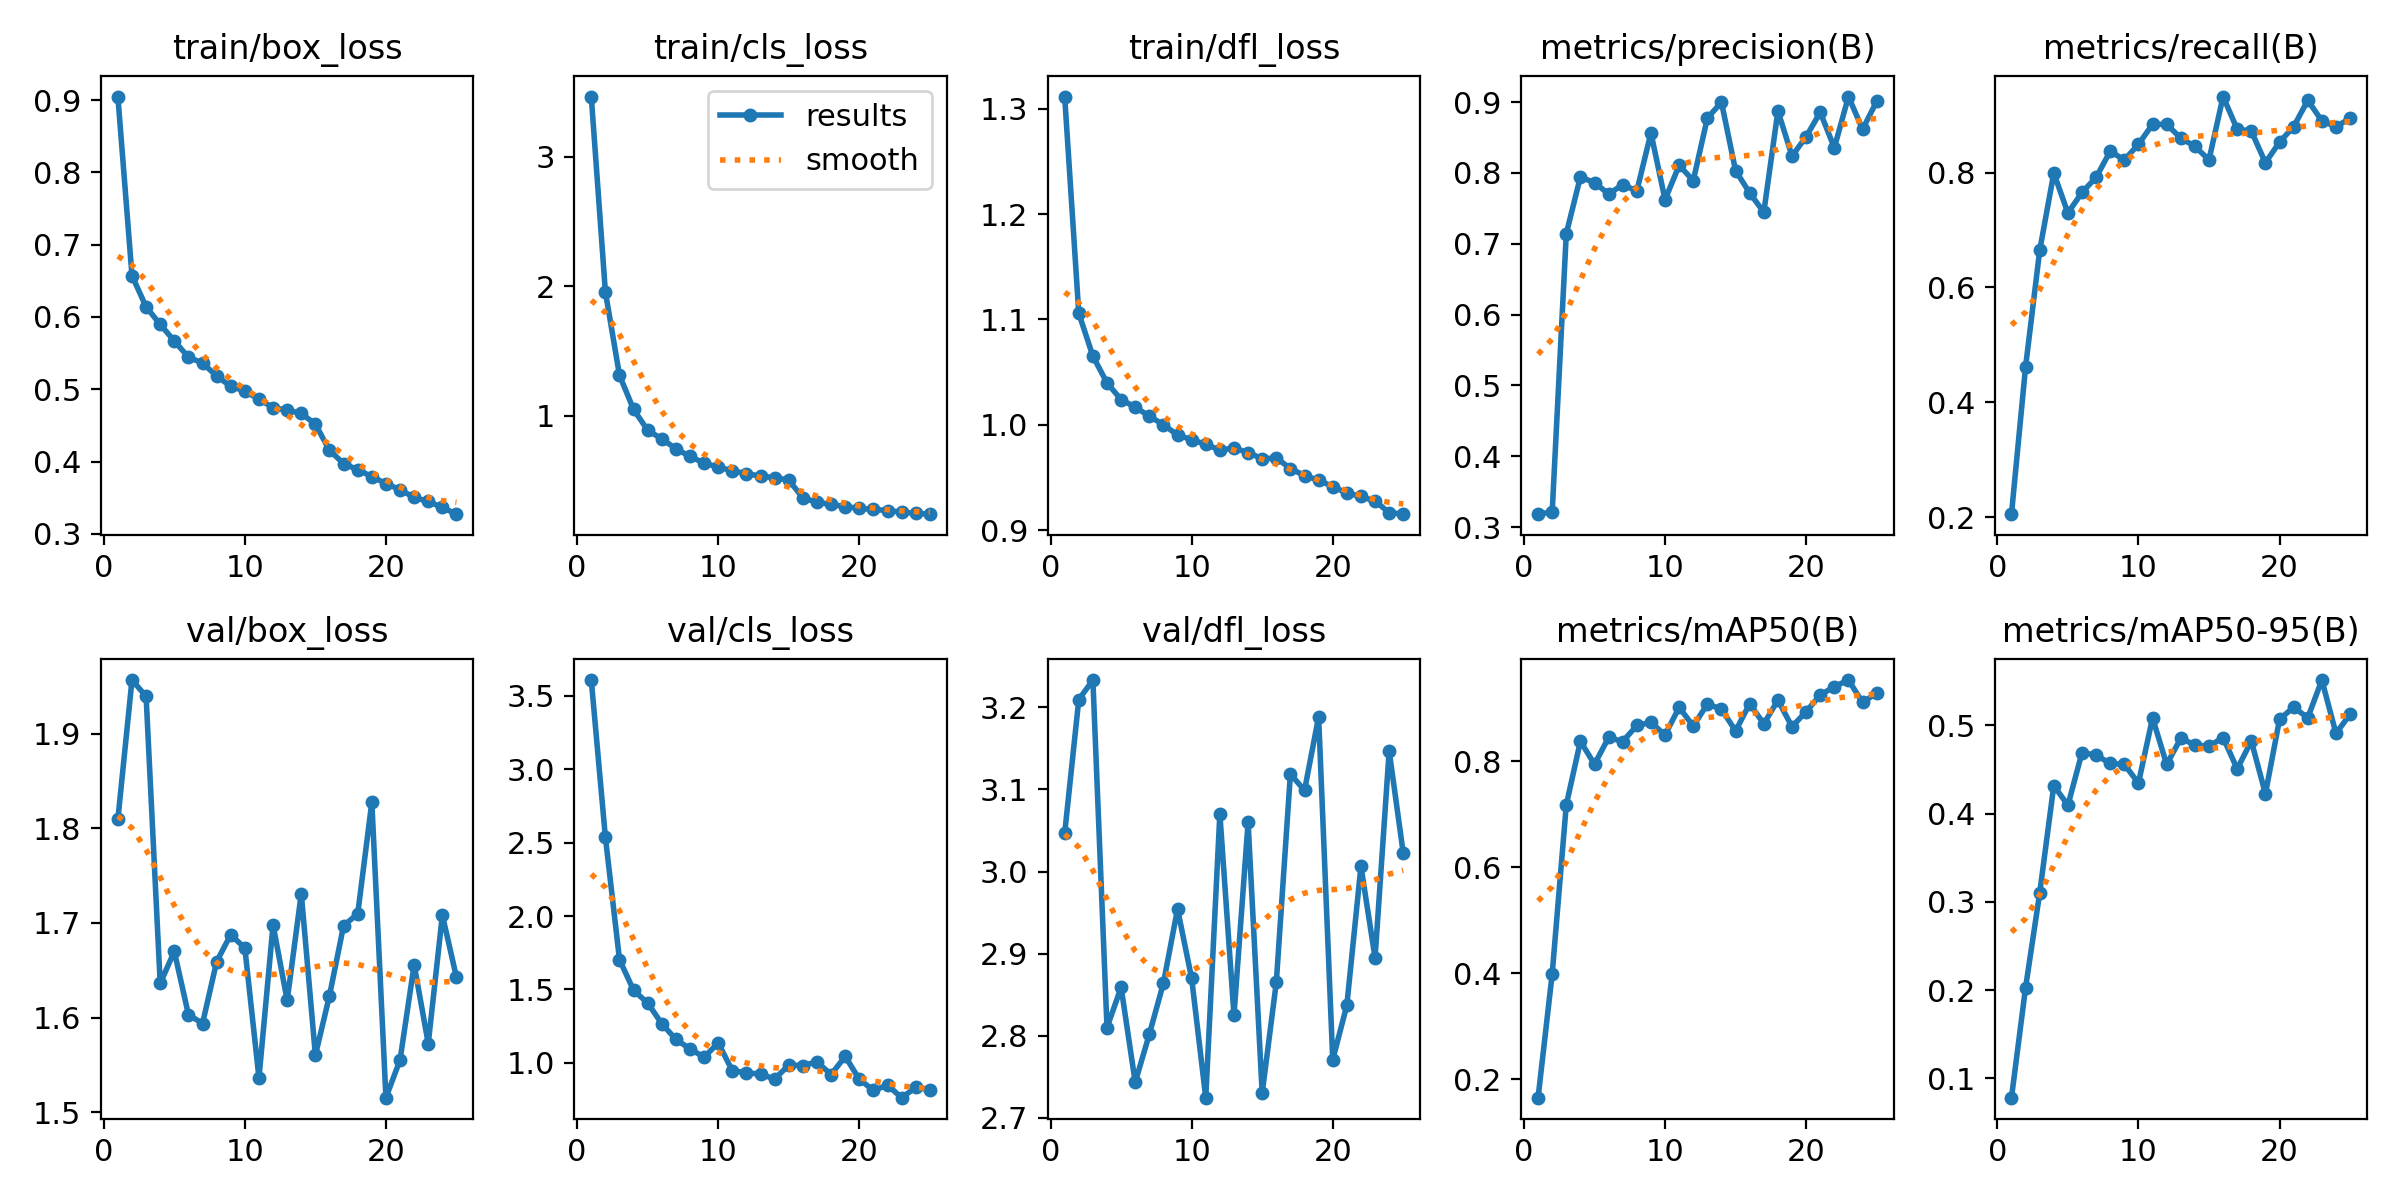 train/box_loss
0.9
0.8
0.7
0.6
0.5
0.4
0.3
0 10 20
train/cls_loss
results
smooth
3
2
1
0 10 20
train/dfl_loss
1.3
1.2
1.1
1.0
0.9
0 10 20
metrics/precision(B)
0.9
0.8
0.7
0.6
0.5
0.4
0.3
0 10 20
metrics/recall(B)
0.8
0.6
0.4
0.2
0 10 20
val/box_loss
1.9
1.8
1.7
1.6
1.5
0 10 20
val/cls_loss
3.5
3.0
2.5
2.0
1.5
1.0
0 10 20
val/dfl_loss
3.2
3.1
3.0
2.9
2.8
2.7
0 10 20
metrics/mAP50(B)
0.8
0.6
0.4
0.2
0 10 20
metrics/mAP50-95(B)
0.5
0.4
0.3
0.2
0.1
0 10 20